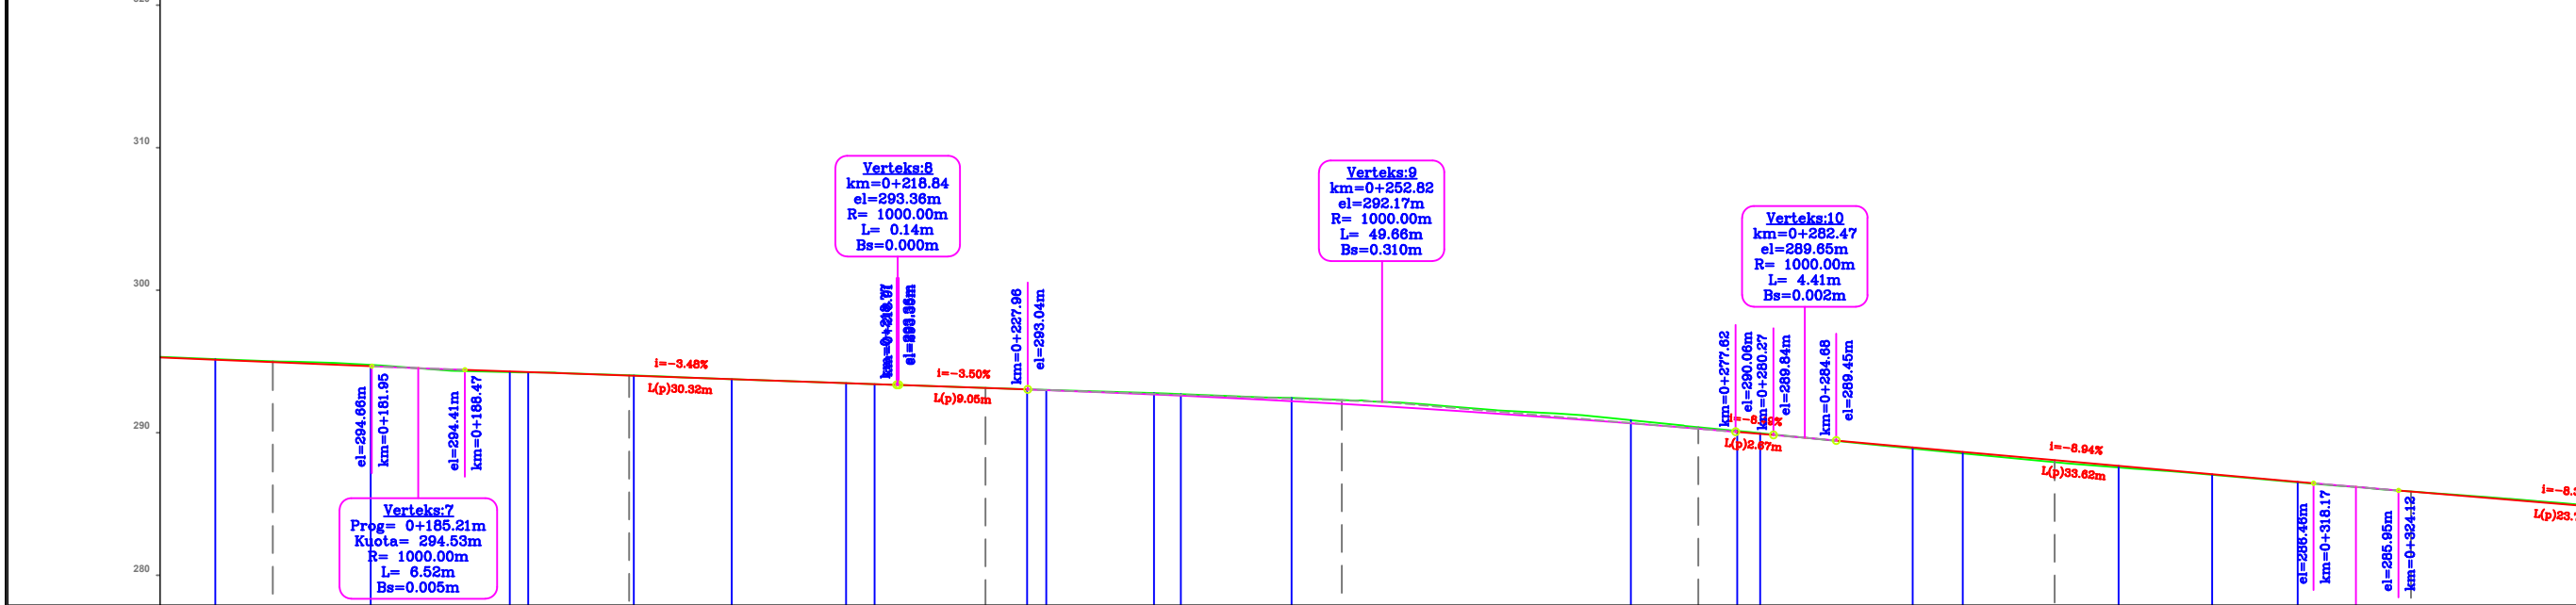 310
300
290
280
Verteks:8
km=0+218.84
el=293.36m
R= 1000.00m
L= 0.14m
Bs=0.000m
Verteks:9
km=0+252.82
el=292.17m
R= 1000.00m
L= 49.66m
Bs=0.310m
Verteks:10
km=0+282.47
el=289.65m
R= 1000.00m
L= 4.41m
Bs=0.002m
Verteks:7
Prog= 0+185.21m
Kuota= 294.53m
R= 1000.00m
L= 6.52m
Bs=0.005m
el=294.66m
km=0+181.95
el=294.41m
km=0+188.47
i=-3.48%
L(p)30.32m
i=-3.50%
L(p)9.05m
km=0+227.96
el=293.04m
km=0+277.62
el=290.06m
km=0+280.27
el=289.84m
L(p)2.67m
km=0+284.68
el=289.45m
i=-8.94%
L(p)33.62m
el=286.46m
km=0+318.17
el=285.95m
km=0+324.12